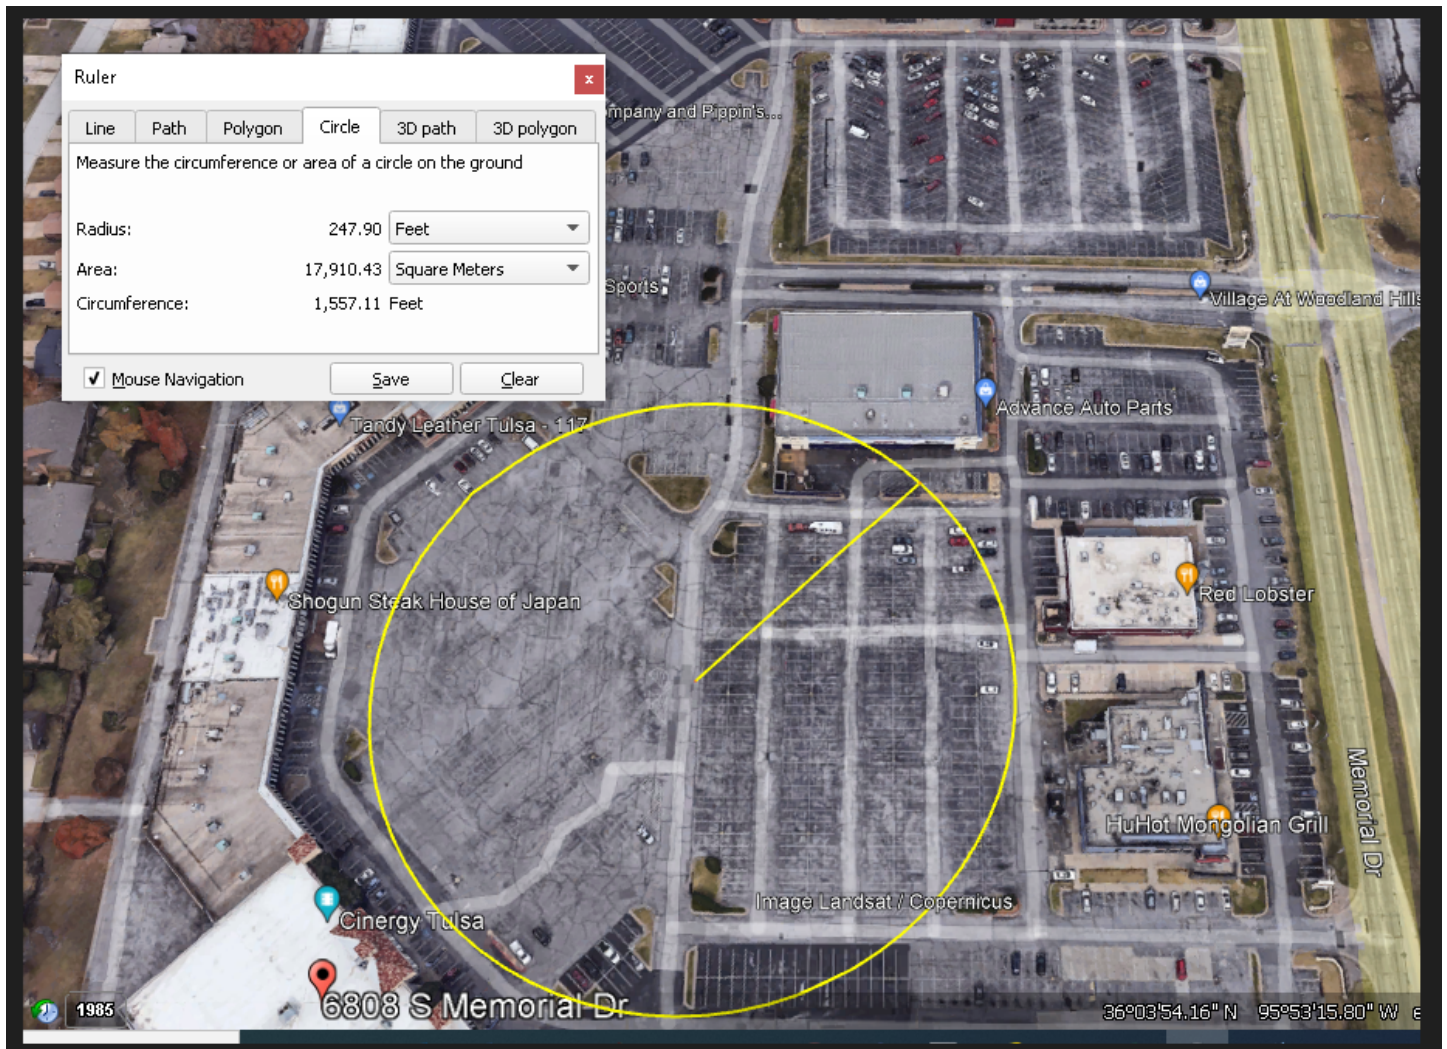 Ruler
x
Line Path Polygon Circle 3D path 3D polygon
Measure the circumference or area of a circle on the ground
Radius: 247.90 Feet
Area: 17,910.43 Square Meters
Circumference: 1,557.11 Feet
Mouse Navigation Save Clear
mpany and Pippin's...
Sports
Village At Woodland Hills
Advance Auto Parts
Tandy Leather Tulsa - 117
Shogun Steak House of Japan
Red Lobster
HuHot Mongolian Grill
Memorial Dr
Image Landsat / Copernicus
Cinergy Tulsa
6808 S Memorial Dr
1985
36°03'54.16" N 95°53'15.80" W e